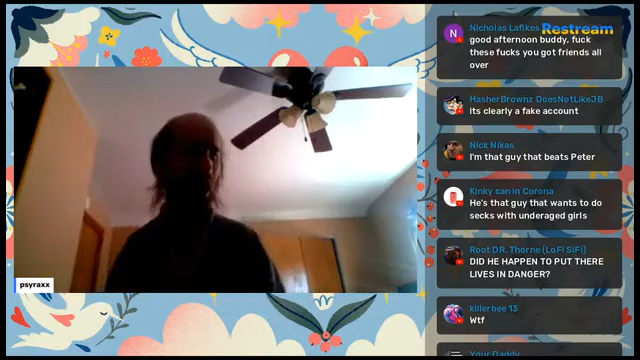 Nicholas Lafikes
Restream
good afternoon buddy, fuck
these fucks you got friends all
over
HasherBrownz DoesNotLikeJB
its clearly a fake account
Nick Nikas
I'm that guy that beats Peter
Kinky can in Corona
He's that guy that wants to do
secks with underaged girls
Root DR. Thorne (LoFi SiFi)
DID HE HAPPEN TO PUT THERE
LIVES IN DANGER?
killerbee 13
Wtf
Your Daddy
psyraxx
N